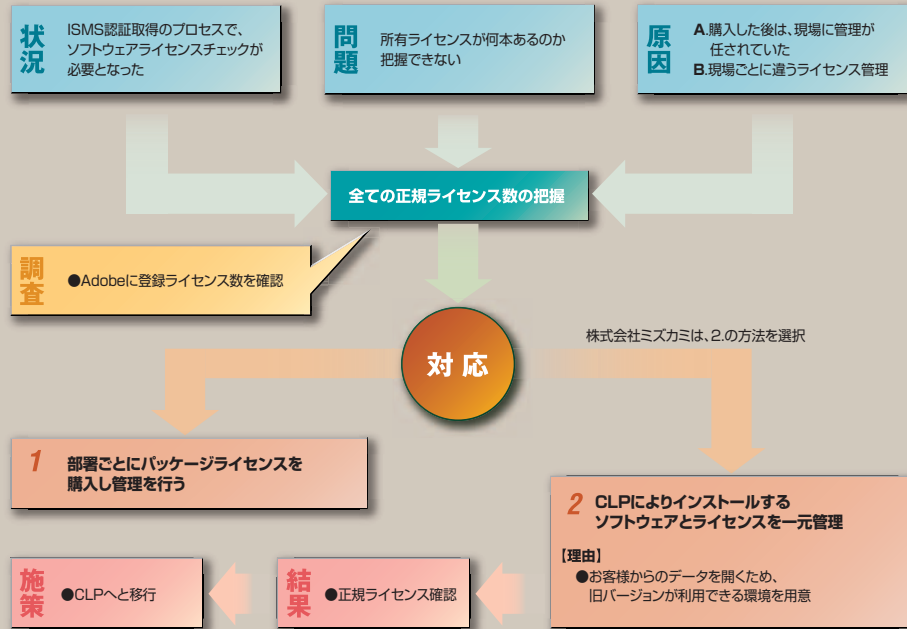 状況
ISMS認証取得のプロセスで、
ソフトウェアライセンスチェックが
必要となった
問題
所有ライセンスが何本あるのか
把握できない
原因
A.購入した後は、現場に管理が
任されていた
B.現場ごとに違うライセンス管理
全ての正規ライセンス数の把握
調査
●Adobeに登録ライセンス数を確認
対応
株式会社ミズカミは、2.の方法を選択
1 部署ごとにパッケージライセンスを
購入し管理を行う
2 CLPによりインストールする
ソフトウェアとライセンスを一元管理
【理由】
●お客様からのデータを開くため、
旧バージョンが利用できる環境を用意
結果
●正規ライセンス確認
施策
●CLPへと移行